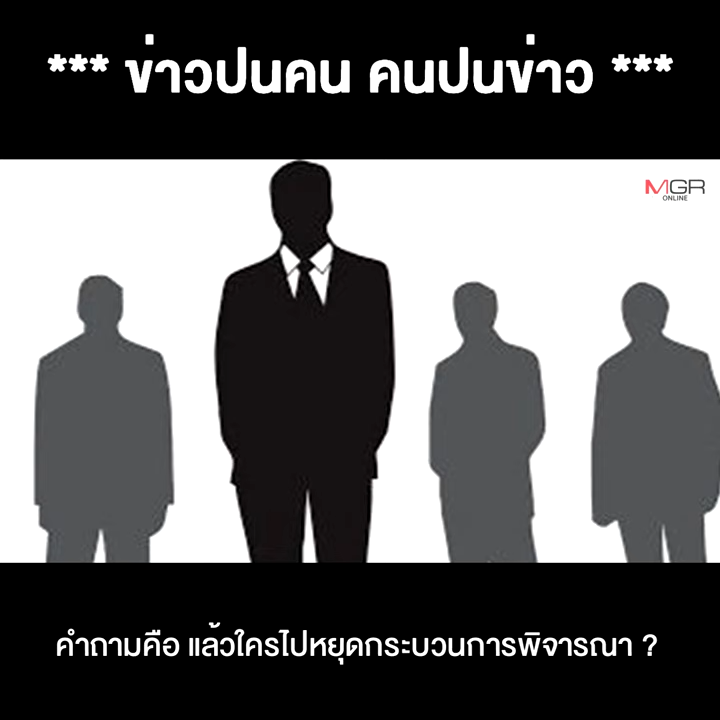 *** ข่าวปนคน คนปนข่าว ***
MGR
ONLINE
คำถามคือ แล้วใครไปหยุดกระบวนการพิจารณา ?